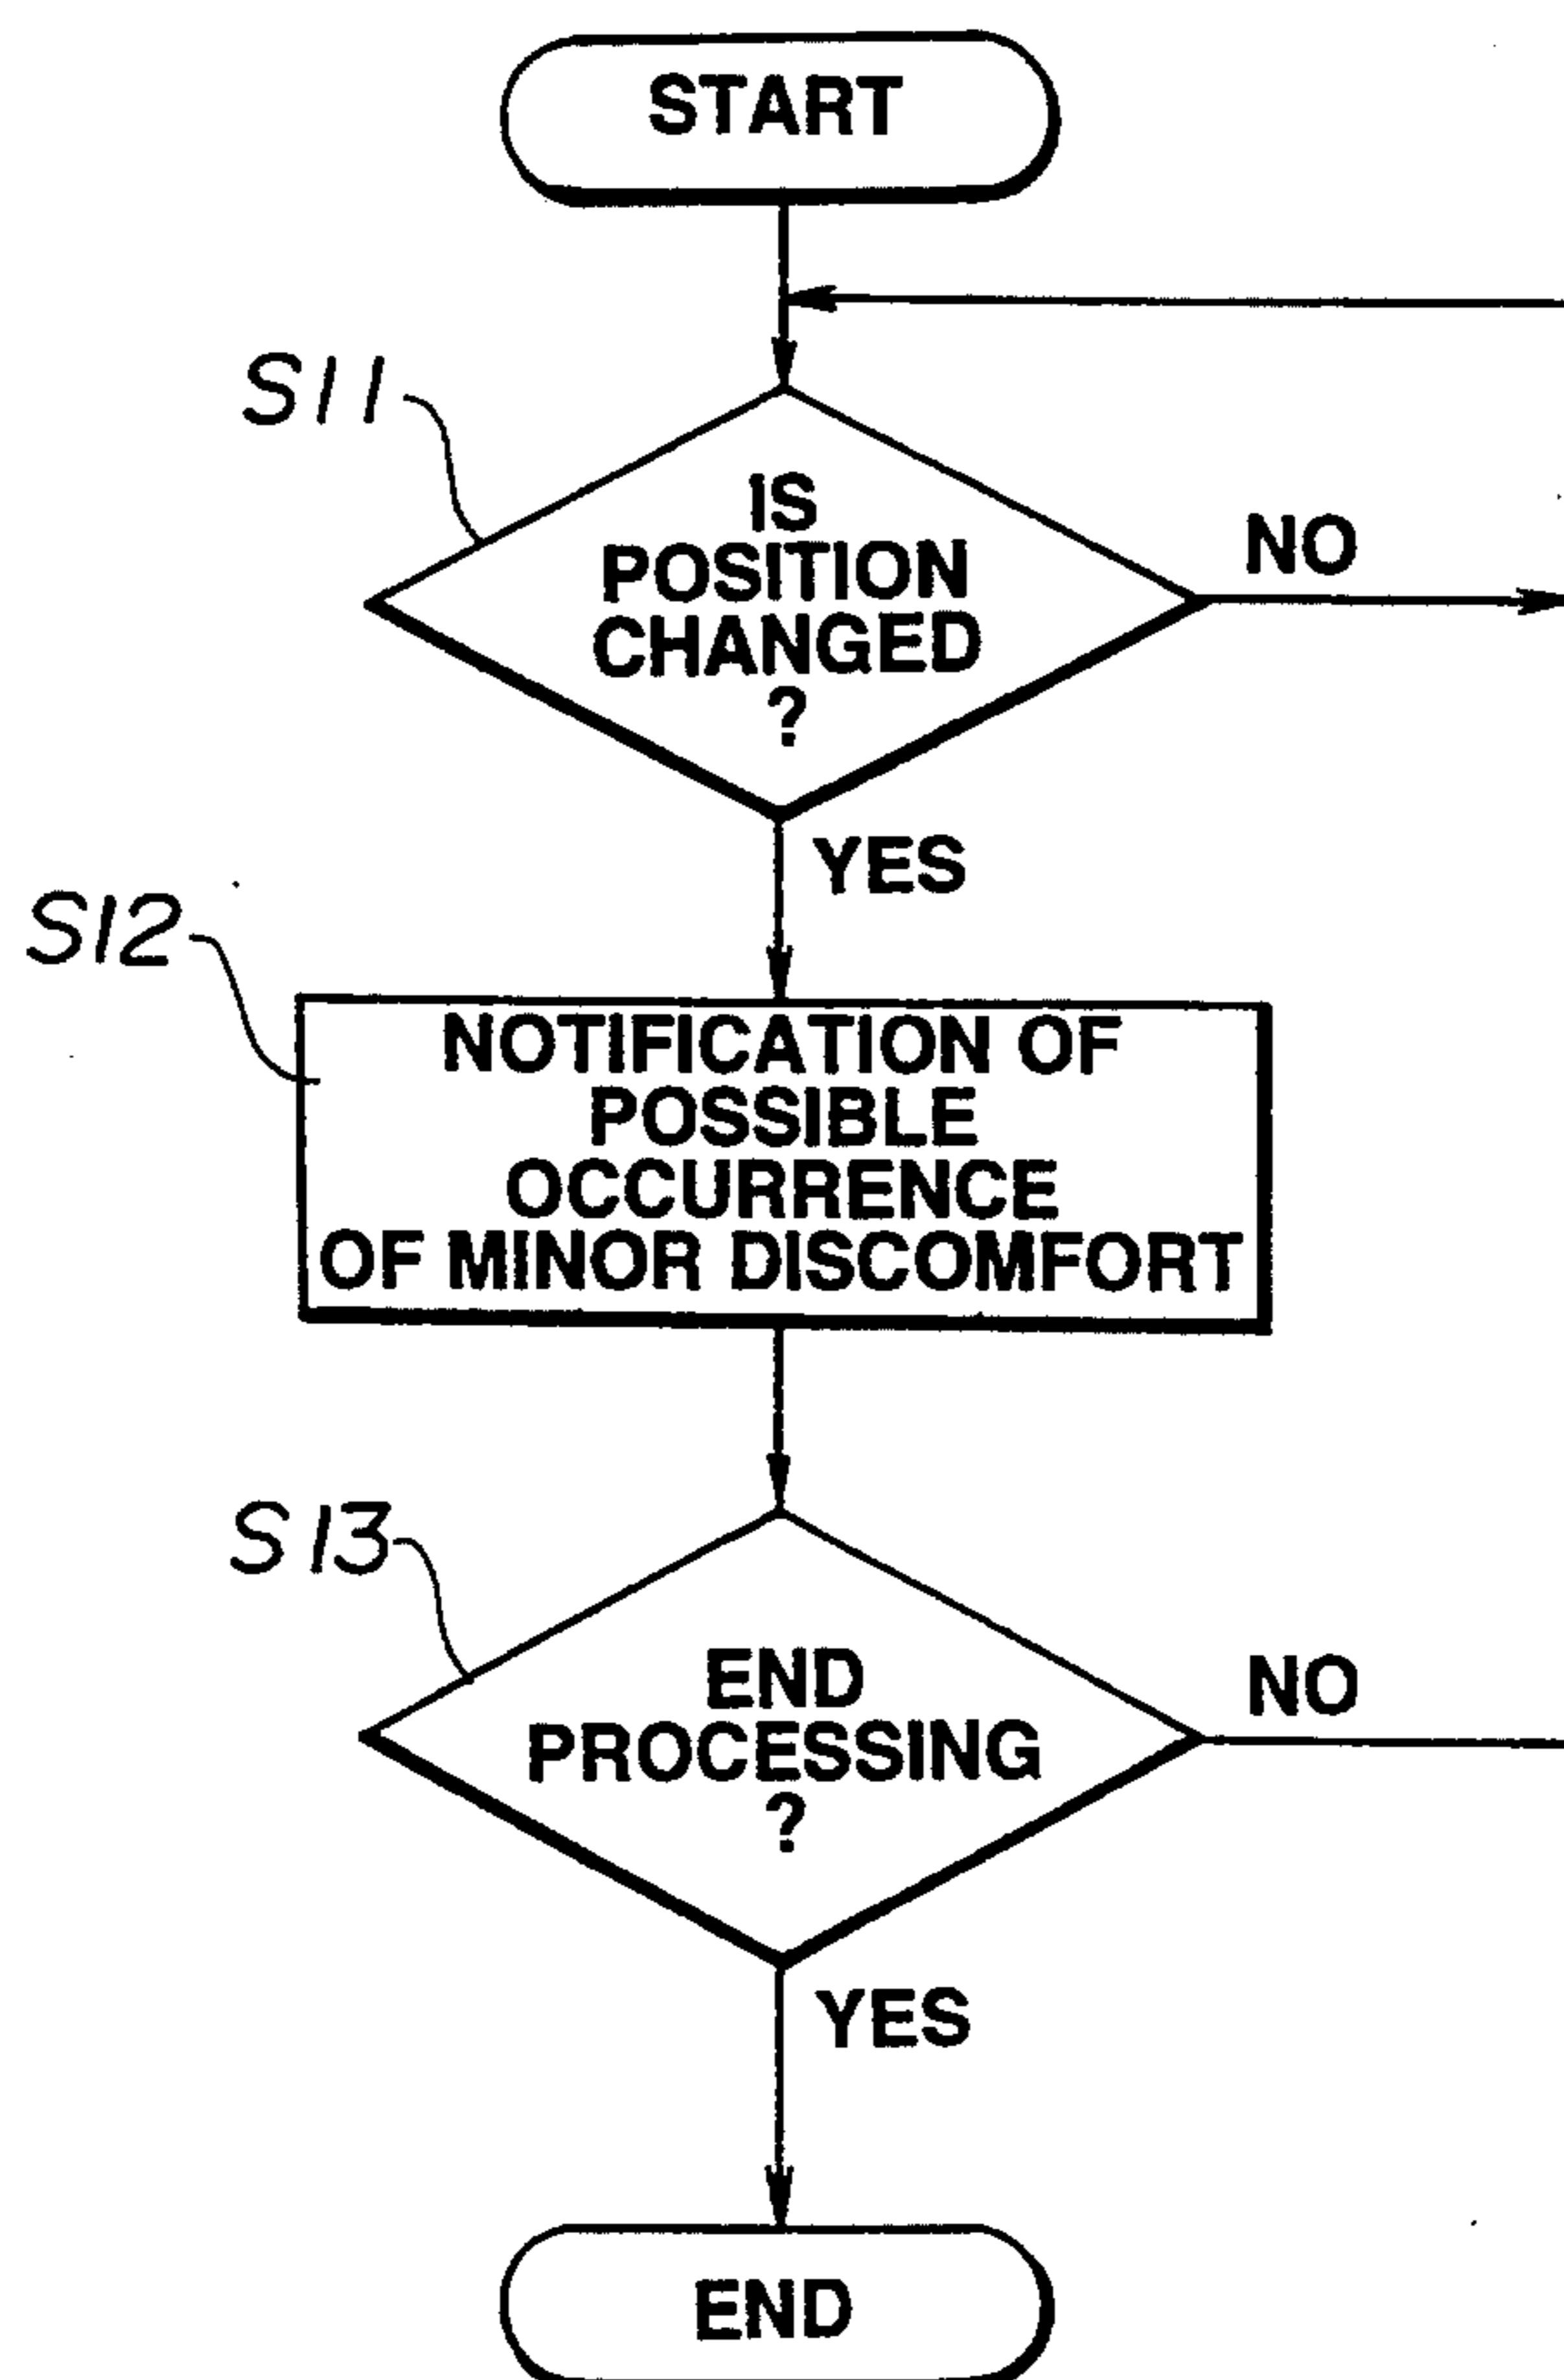 START
S11
IS
POSITION
CHANGED
?
NO
YES
S12
NOTIFICATION OF
POSSIBLE
OCCURRENCE
OF MINOR DISCOMFORT
S13
END
PROCESSING
?
NO
YES
END